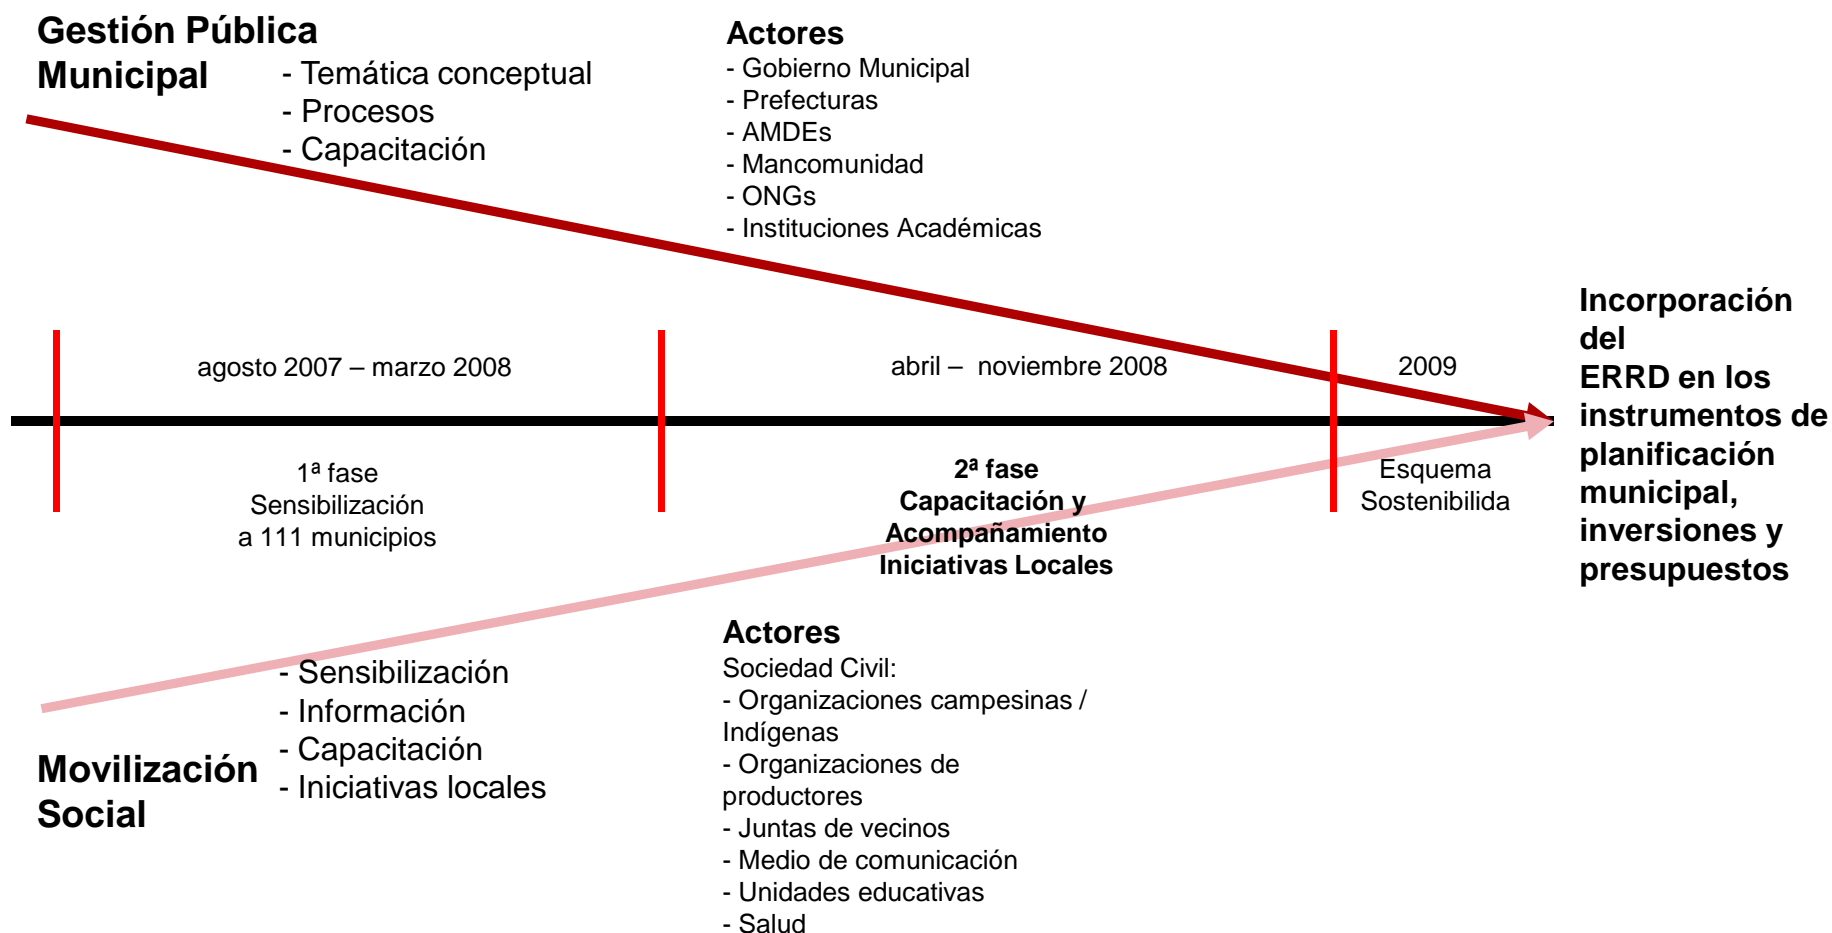 Gestión Pública
Municipal
- Temática conceptual
- Procesos
- Capacitación
Actores
- Gobierno Municipal
- Prefecturas
- AMDEs
- Mancomunidad
- ONGs
- Instituciones Académicas
agosto 2007 – marzo 2008
abril – noviembre 2008
2009
1ª fase
Sensibilización
a 111 municipios
2ª fase
Capacitación y
Acompañamiento
Iniciativas Locales
Esquema
Sostenibilida
Incorporación
del
ERRD en los
instrumentos de
planificación
municipal,
inversiones y
presupuestos
Movilización
Social
- Sensibilización
- Información
- Capacitación
- Iniciativas locales
Actores
Sociedad Civil:
- Organizaciones campesinas /
Indígenas
- Organizaciones de
productores
- Juntas de vecinos
- Medio de comunicación
- Unidades educativas
- Salud